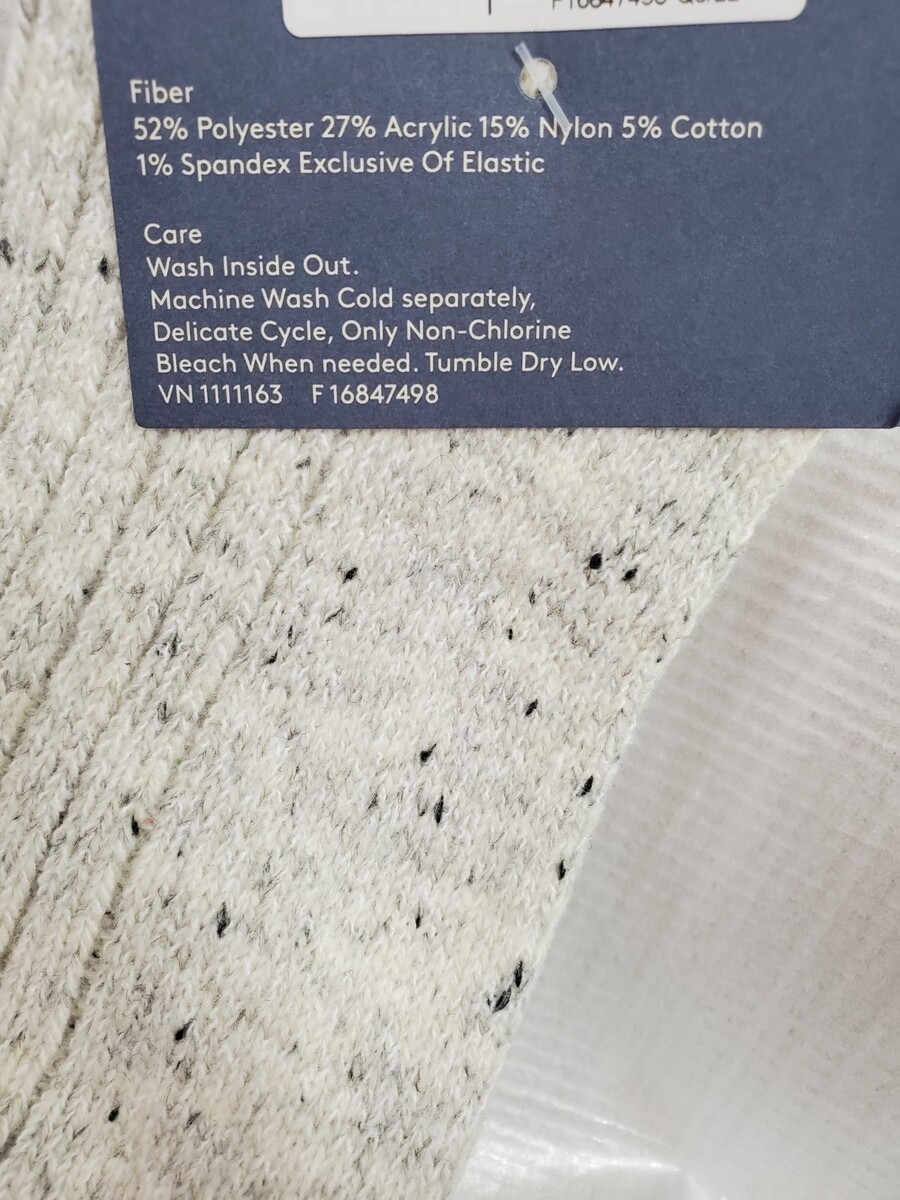 Fiber
52% Polyester 27% Acrylic 15% Nylon 5% Cotton
1% Spandex Exclusive Of Elastic
Care
Wash Inside Out.
Machine Wash Cold separately,
Delicate Cycle, Only Non-Chlorine
Bleach When needed. Tumble Dry Low.
VN 1111163 F 16847498